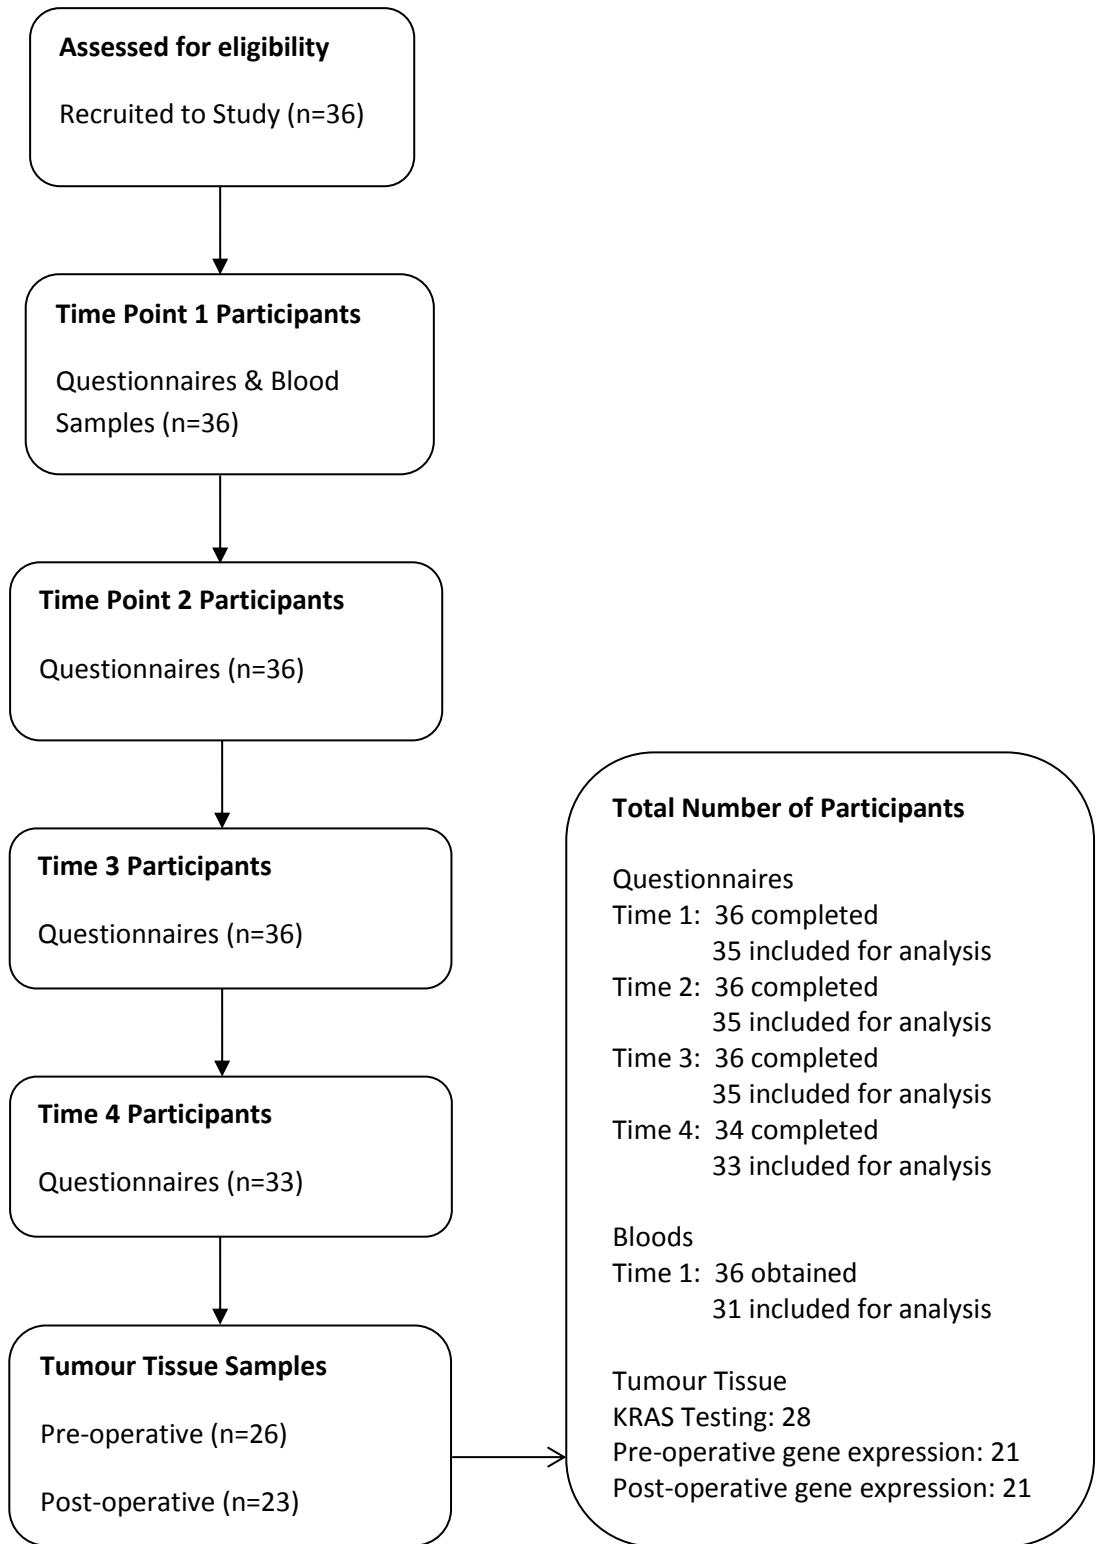 Assessed for eligibility
Recruited to Study (n=36)
Time Point 1 Participants
Questionnaires & Blood
Samples (n=36)
Time Point 2 Participants
Questionnaires (n=36)
Time 3 Participants
Questionnaires (n=36)
Time 4 Participants
Questionnaires (n=33)
Tumour Tissue Samples
Pre-operative (n=26)
Post-operative (n=23)
Total Number of Participants
Questionnaires
Time 1: 36 completed
35 included for analysis
Time 2: 36 completed
35 included for analysis
Time 3: 36 completed
35 included for analysis
Time 4: 34 completed
33 included for analysis
Bloods
Time 1: 36 obtained
31 included for analysis
Tumour Tissue
KRAS Testing: 28
Pre-operative gene expression: 21
Post-operative gene expression: 21